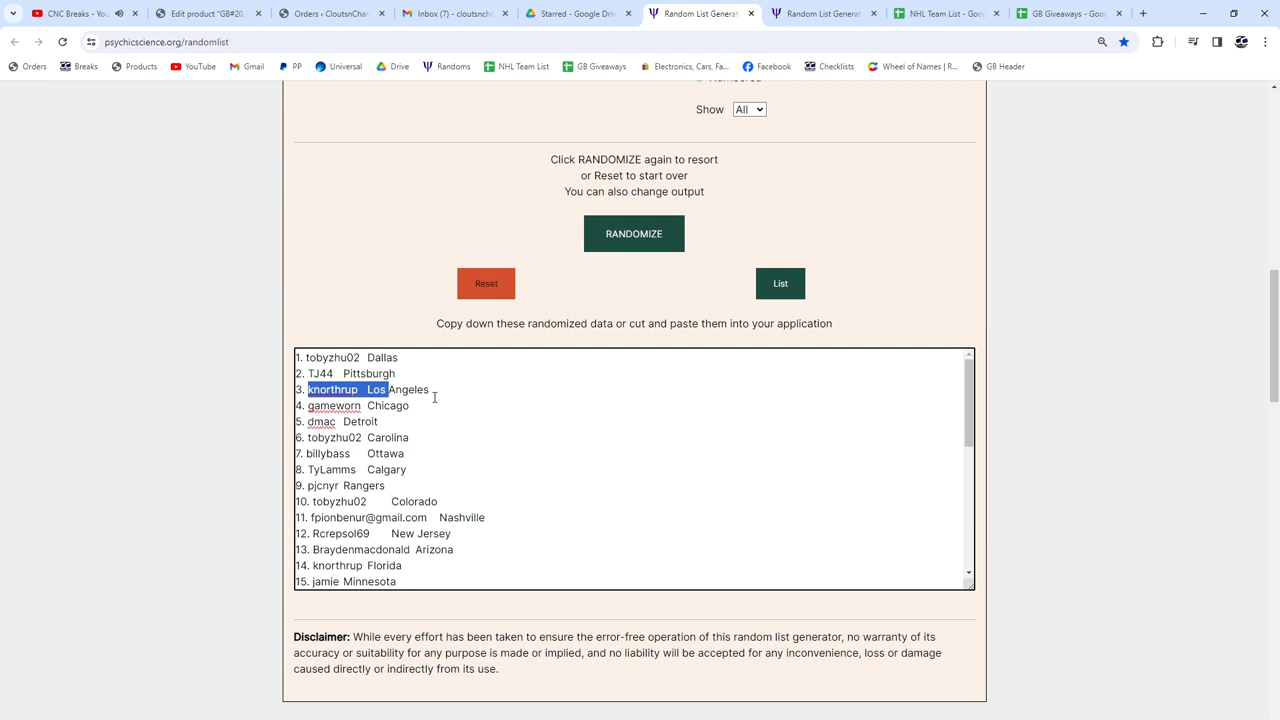 CNC Breaks - You
Edit product "GB#20
Orders ‹ CloutsnChar
Inbox (7) - cloutsnch
Starred - Google Driv
Random List Generat
Random List Generat
NHL Team List - Goog
GB Giveaways - Goog
psychicscience.org/randomlist
Orders
Breaks
Products
YouTube
Gmail
PP
Universal
Drive
Randoms
NHL Team List
GB Giveaways
Electronics, Cars, Fa...
Facebook
Checklists
Wheel of Names | R...
GB Header
Numbered
Show All
Click RANDOMIZE again to resort
or Reset to start over
You can also change output
RANDOMIZE
Reset
List
Copy down these randomized data or cut and paste them into your application
1. tobyzhu02 Dallas
2. TJ44 Pittsburgh
3. knorthrup Los Angeles
4. gameworn Chicago
5. dmac Detroit
6. tobyzhu02 Carolina
7. billybass Ottawa
8. TyLamms Calgary
9. pjcnyr Rangers
10. tobyzhu02 Colorado
11. fpionbenur@gmail.com Nashville
12. Rcrepsol69 New Jersey
13. Braydenmacdonald Arizona
14. knorthrup Florida
15. jamie Minnesota
Disclaimer: While every effort has been taken to ensure the error-free operation of this random list generator, no warranty of its
accuracy or suitability for any purpose is made or implied, and no liability will be accepted for any inconvenience, loss or damage
caused directly or indirectly from its use.